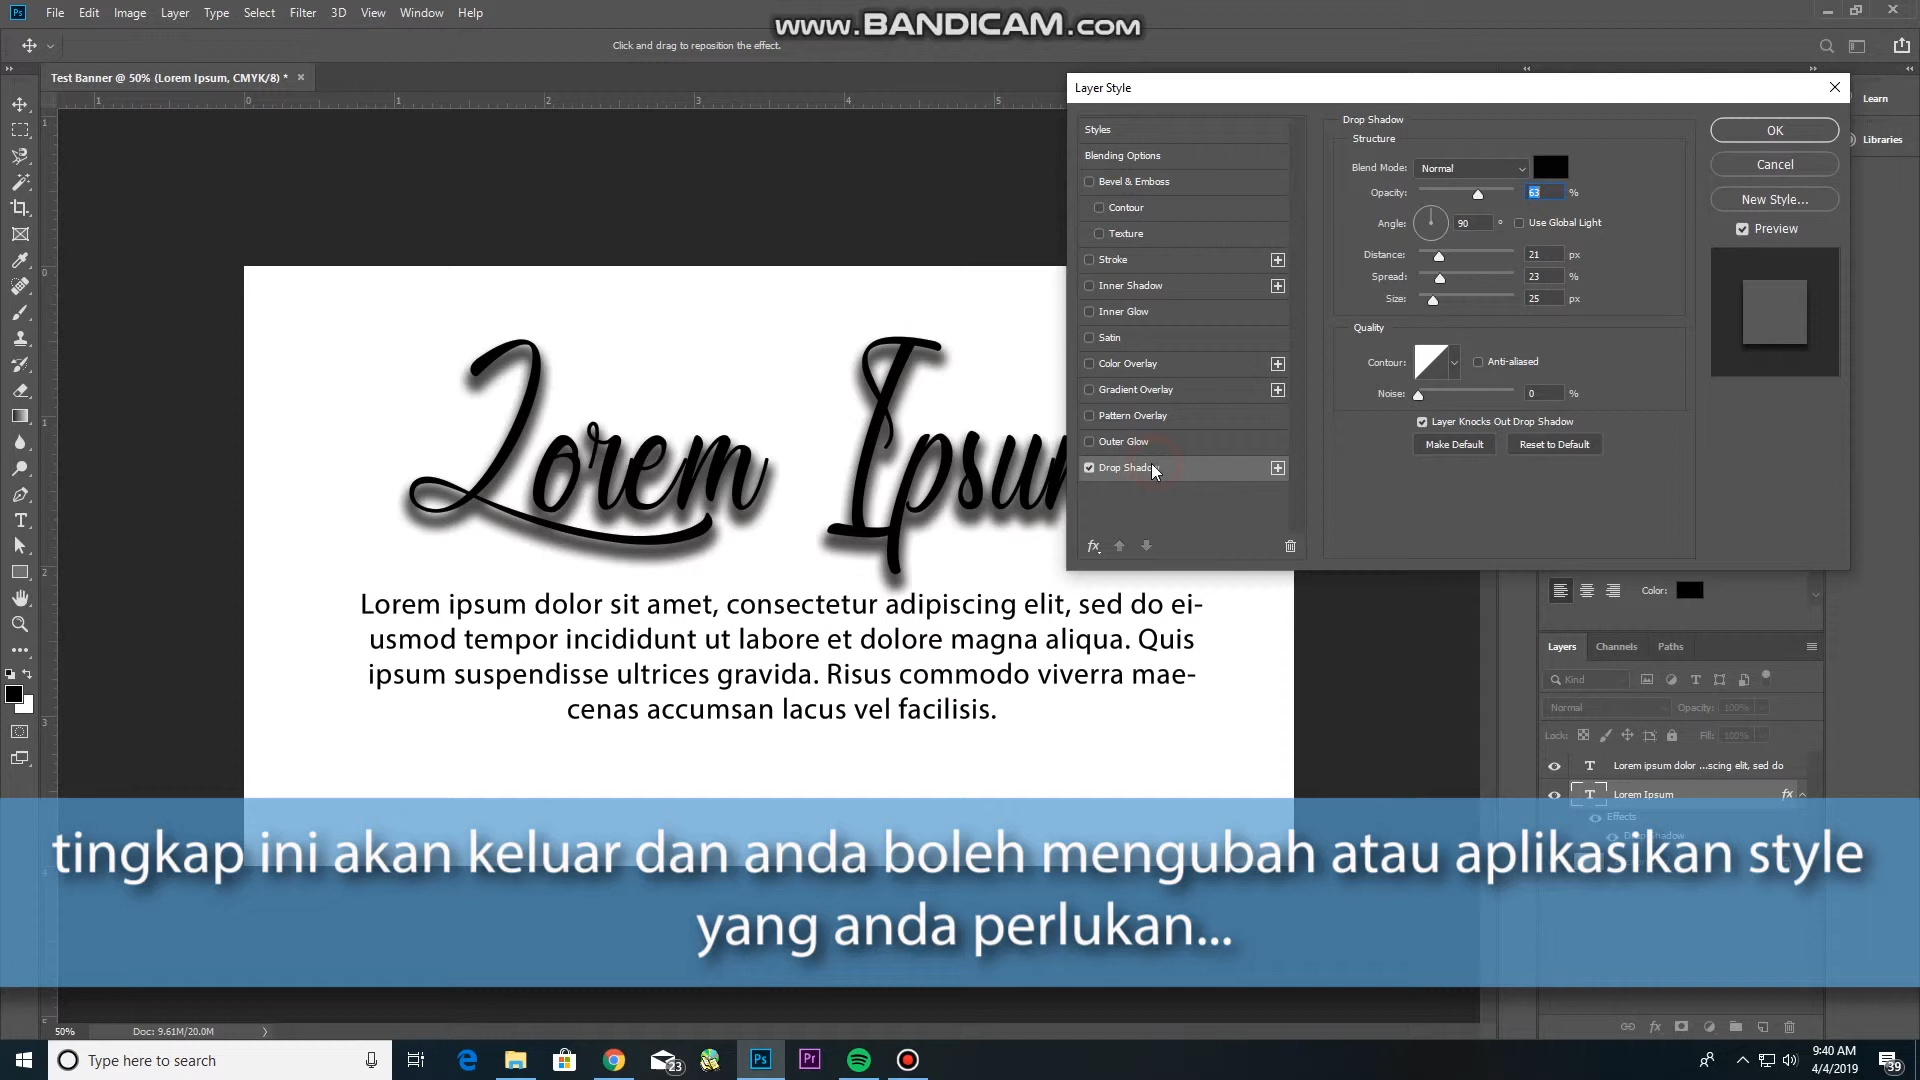 File Edit Image Layer Type Select Filter 3D View Window Help
www.BANDICAM.com
Click and drag to reposition the effect.
Test Banner @ 50% (Lorem Ipsum, CMYK/8) *
Layer Style
Learn
Libraries
Styles
Blending Options
Bevel & Emboss
Contour
Texture
Stroke
Inner Shadow
Inner Glow
Satin
Color Overlay
Gradient Overlay
Pattern Overlay
Outer Glow
Drop Shadow
Drop Shadow
Structure
Blend Mode: Normal
Opacity: 63 %
Angle: 90 ° Use Global Light
Distance: 21 px
Spread: 23 %
Size: 25 px
Quality
Contour: Anti-aliased
Noise: 0 %
Layer Knocks Out Drop Shadow
Make Default Reset to Default
OK
Cancel
New Style...
Preview
Lorem Ipsum
Lorem ipsum dolor sit amet, consectetur adipiscing elit, sed do ei-
usmod tempor incididunt ut labore et dolore magna aliqua. Quis
ipsum suspendisse ultrices gravida. Risus commodo viverra mae-
cenas accumsan lacus vel facilisis.
Color:
Layers Channels Paths
Kind
Normal Opacity: 100%
Lock: Fill: 100%
Lorem ipsum dolor ...scing elit, sed do
Lorem Ipsum fx
Effects
Drop Shadow
tingkap ini akan keluar dan anda boleh mengubah atau aplikasikan style
yang anda perlukan...
50% Doc: 9.61M/20.0M
Type here to search
23
9:40 AM
4/4/2019
39